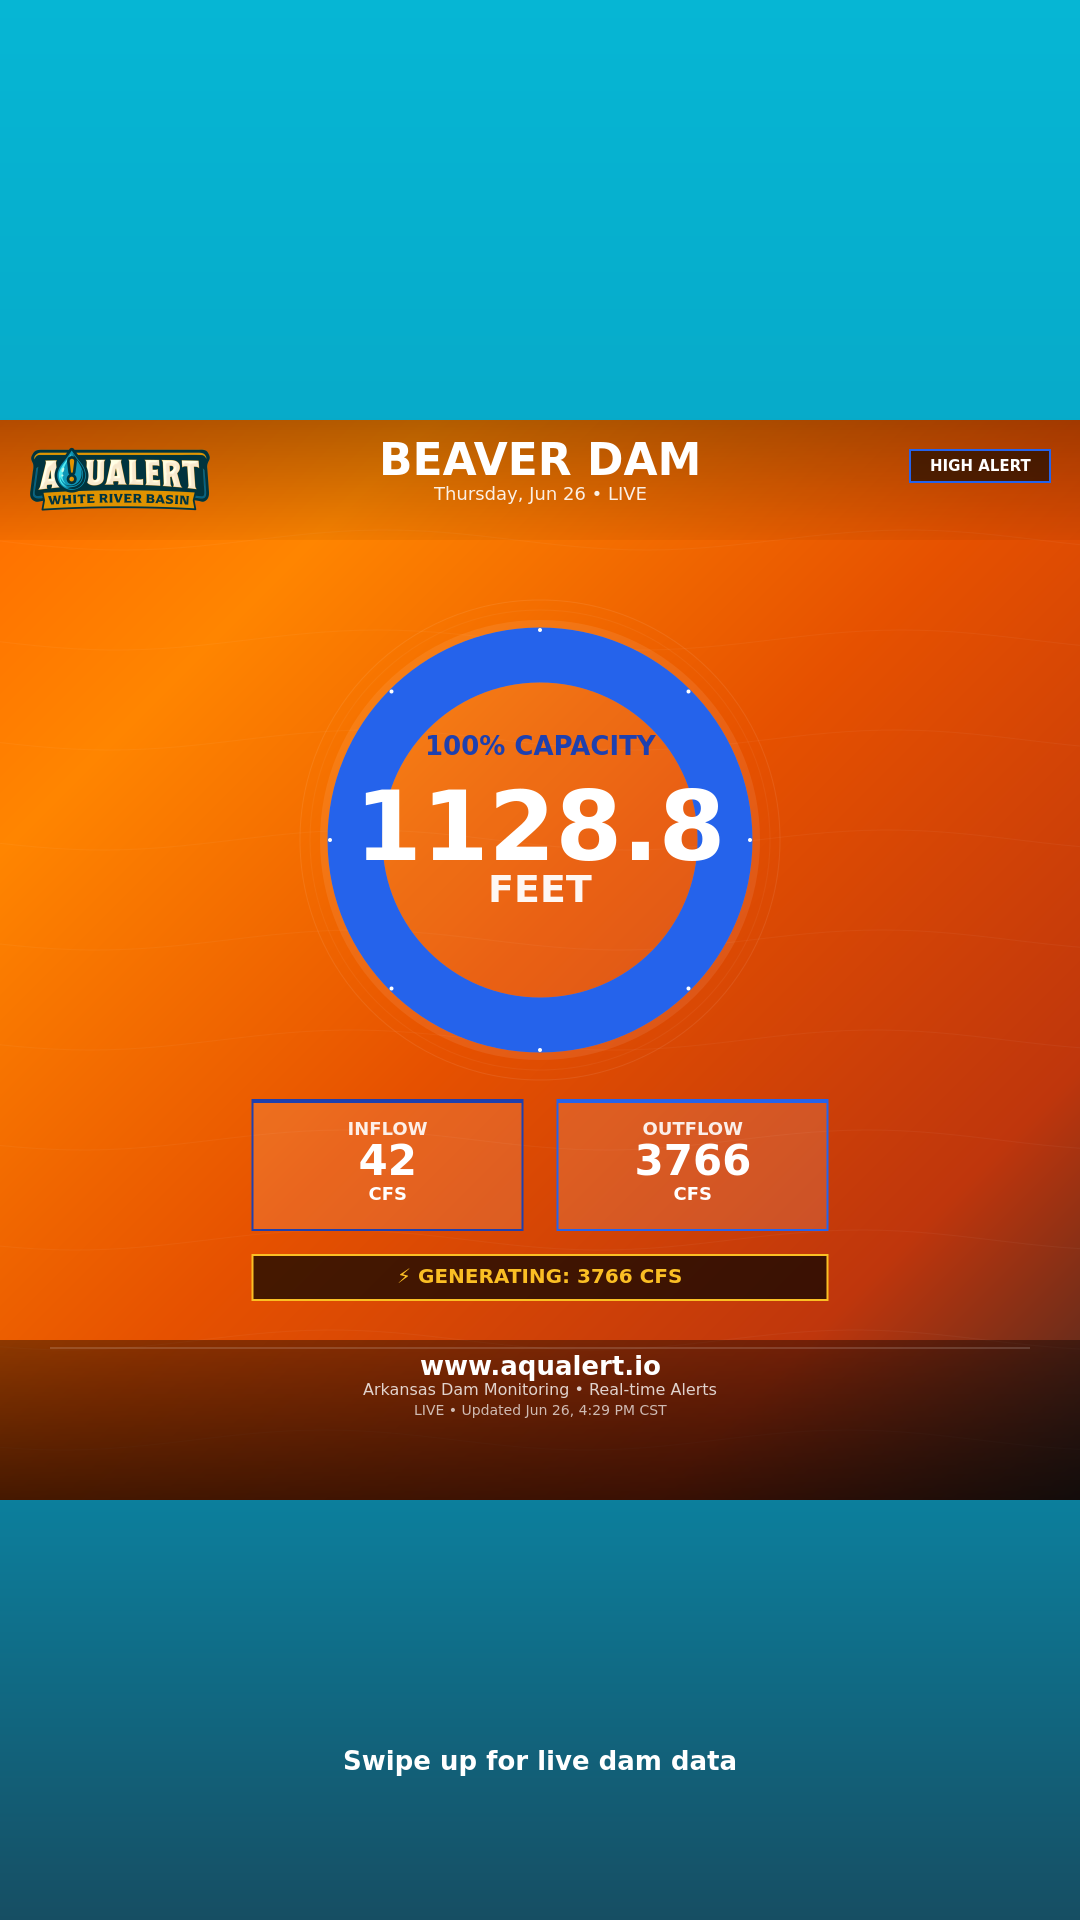 AQUALERT
WHITE RIVER BASIN
BEAVER DAM
Thursday, Jun 26 • LIVE
HIGH ALERT
100% CAPACITY
1128.8
FEET
INFLOW
42
CFS
OUTFLOW
3766
CFS
⚡ GENERATING: 3766 CFS
www.aqualert.io
Arkansas Dam Monitoring • Real-time Alerts
LIVE • Updated Jun 26, 4:29 PM CST
Swipe up for live dam data